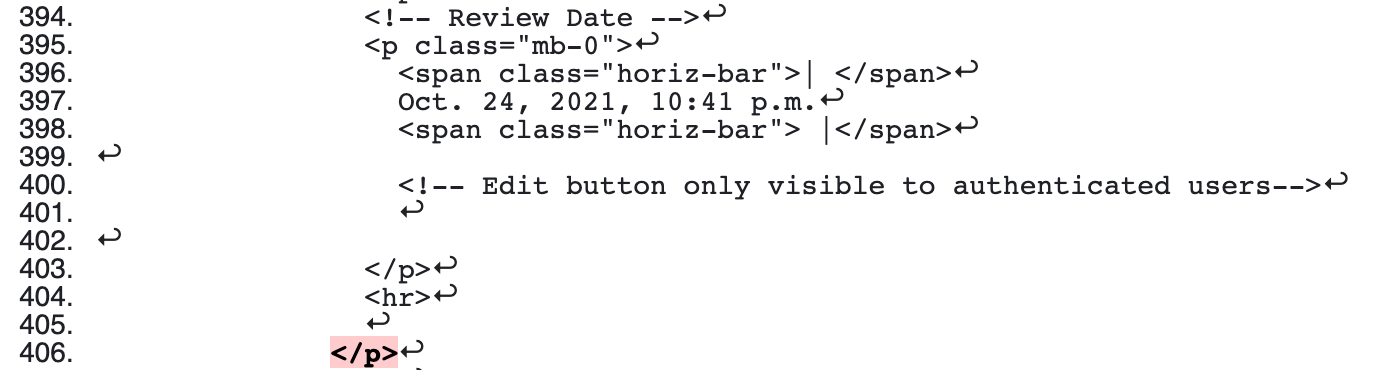 394. <!-- Review Date -->↩
395. <p class="mb-0">↩
396. <span class="horiz-bar">| </span>↩
397. Oct. 24, 2021, 10:41 p.m.↩
398. <span class="horiz-bar"> |</span>↩
399. ↩
400. <!-- Edit button only visible to authenticated users-->↩
401. ↩
402. ↩
403. </p>↩
404. <hr>↩
405. ↩
406. </p>↩